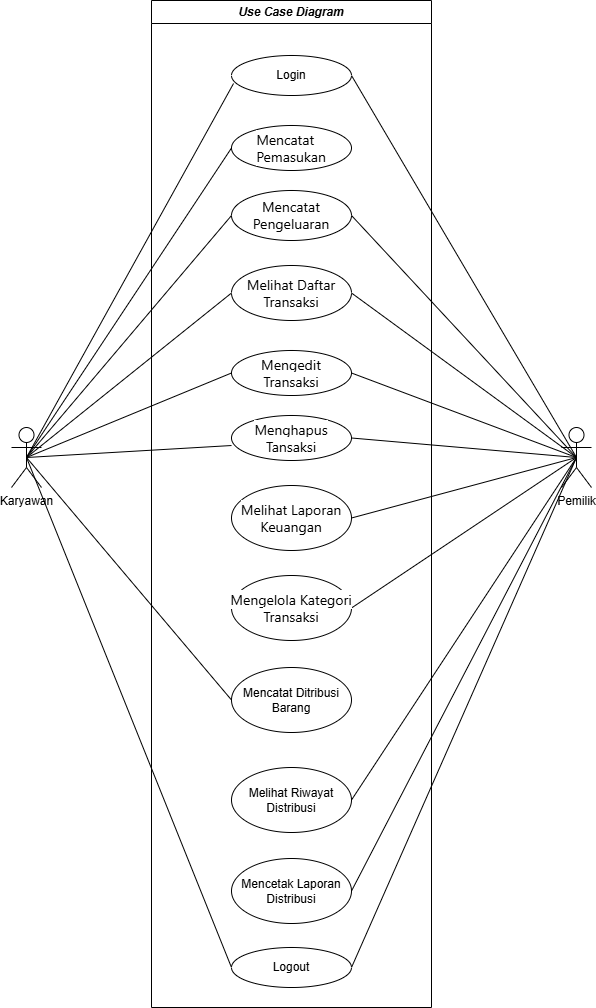 Use Case Diagram
Login
Mencatat
Pemasukan
Mencatat
Pengeluaran
Melihat Daftar
Transaksi
Mengedit
Transaksi
Menghapus
Tansaksi
Karyawan
Pemilik
Melihat Laporan
Keuangan
Mengelola Kategori
Transaksi
Mencatat Ditribusi
Barang
Melihat Riwayat
Distribusi
Mencetak Laporan
Distribusi
Logout